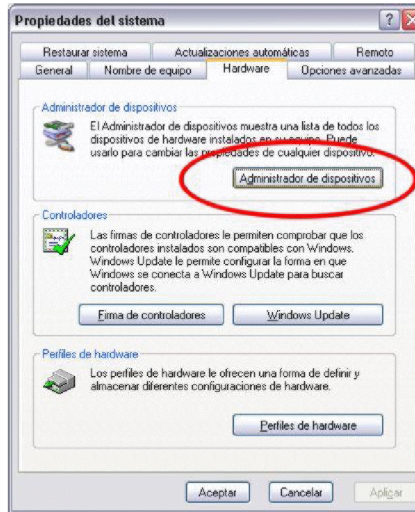 Propiedades del sistema
Restaurar sistema Actualizaciones automáticas Remoto
General Nombre de equipo Hardware Opciones avanzadas
Administrador de dispositivos
El Administrador de dispositivos muestra una lista de todos los
dispositivos de hardware instalados en su equipo. Puede
usarlo para cambiar las propiedades de cualquier dispositivo.
Administrador de dispositivos
Controladores
Las firmas de controladores le permiten comprobar que los
controladores instalados son compatibles con Windows.
Windows Update le permite configurar la forma en que
Windows se conecta a Windows Update para buscar
controladores.
Firma de controladores Windows Update
Perfiles de hardware
Los perfiles de hardware le ofrecen una forma de definir y
almacenar diferentes configuraciones de hardware.
Perfiles de hardware
Aceptar Cancelar Aplicar